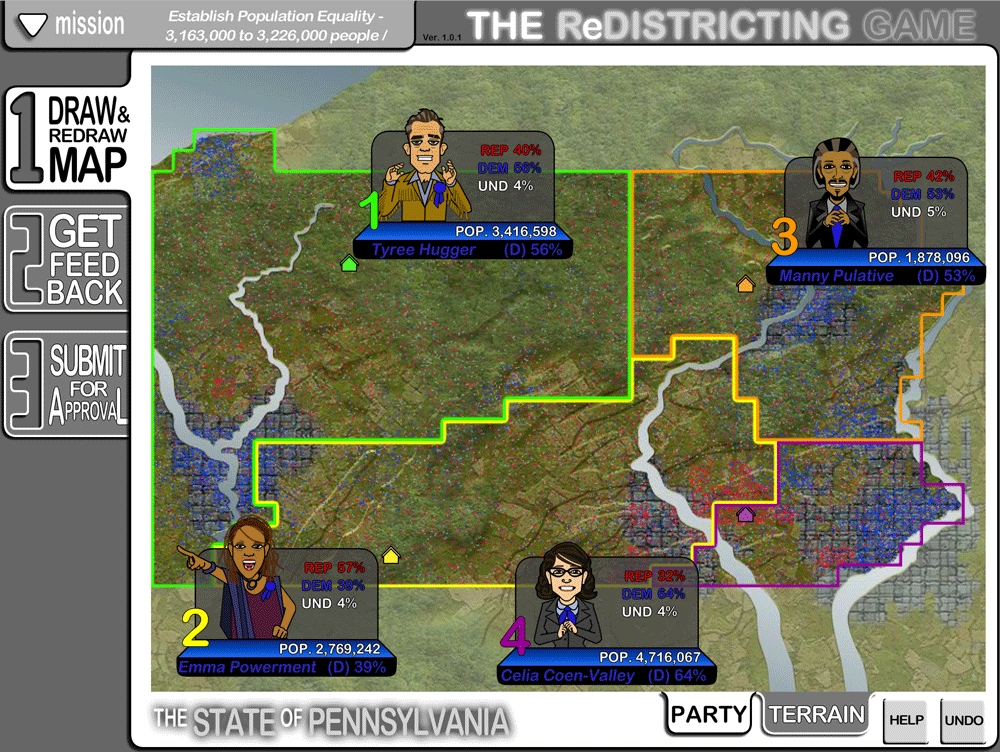 mission
Establish Population Equality -
3,163,000 to 3,226,000 people /
Ver. 1.0.1
THE ReDISTRICTING GAME
1 DRAW &
REDRAW
MAP
2 GET
FEED
BACK
3 SUBMIT
FOR
APPROVAL
REP 40%
DEM 56%
UND 4%
1
POP. 3,416,598
Tyree Hugger (D) 56%
REP 42%
DEM 53%
UND 5%
3
POP. 1,878,096
Manny Pulative (D) 53%
REP 57%
DEM 39%
UND 4%
2
POP. 2,769,242
Emma Powerment (D) 39%
REP 32%
DEM 64%
UND 4%
4
POP. 4,716,067
Celia Coen-Valley (D) 64%
THE STATE OF PENNSYLVANIA
PARTY
TERRAIN
HELP
UNDO